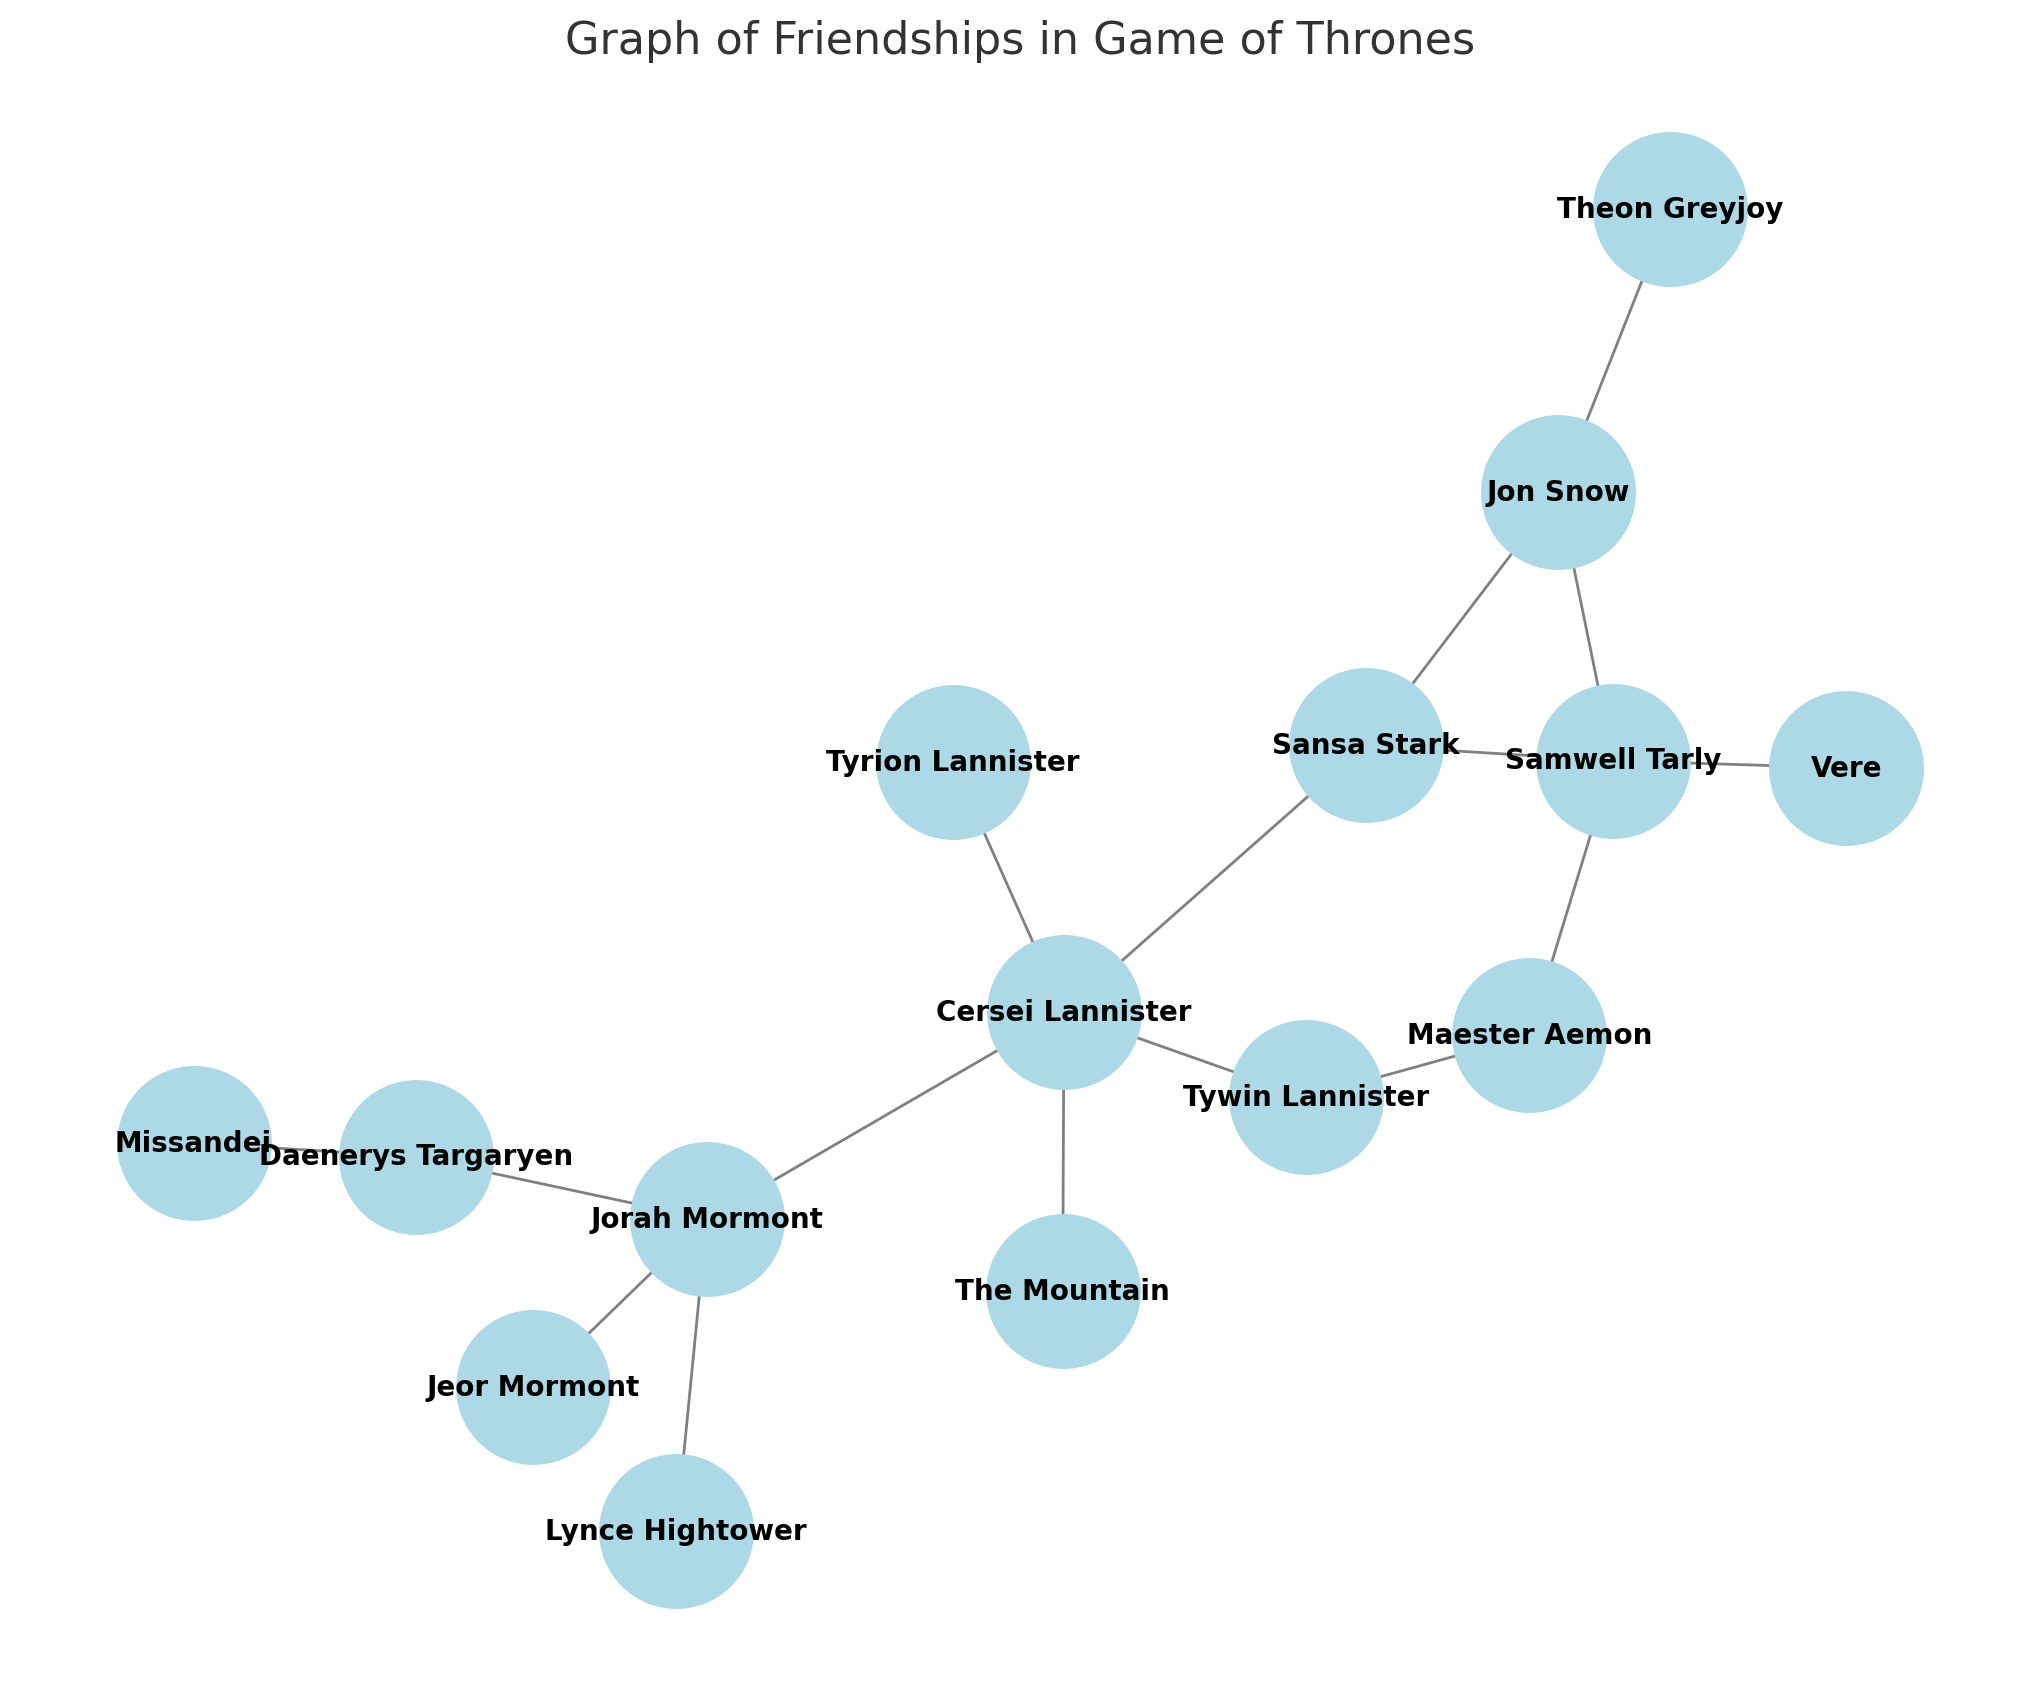 Graph of Friendships in Game of Thrones
Theon Greyjoy
Jon Snow
Sansa Stark
Tyrion Lannister
Samwell Tarly
Vere
Cersei Lannister
Maester Aemon
Tywin Lannister
Missandei
Daenerys Targaryen
Jorah Mormont
The Mountain
Jeor Mormont
Lynce Hightower